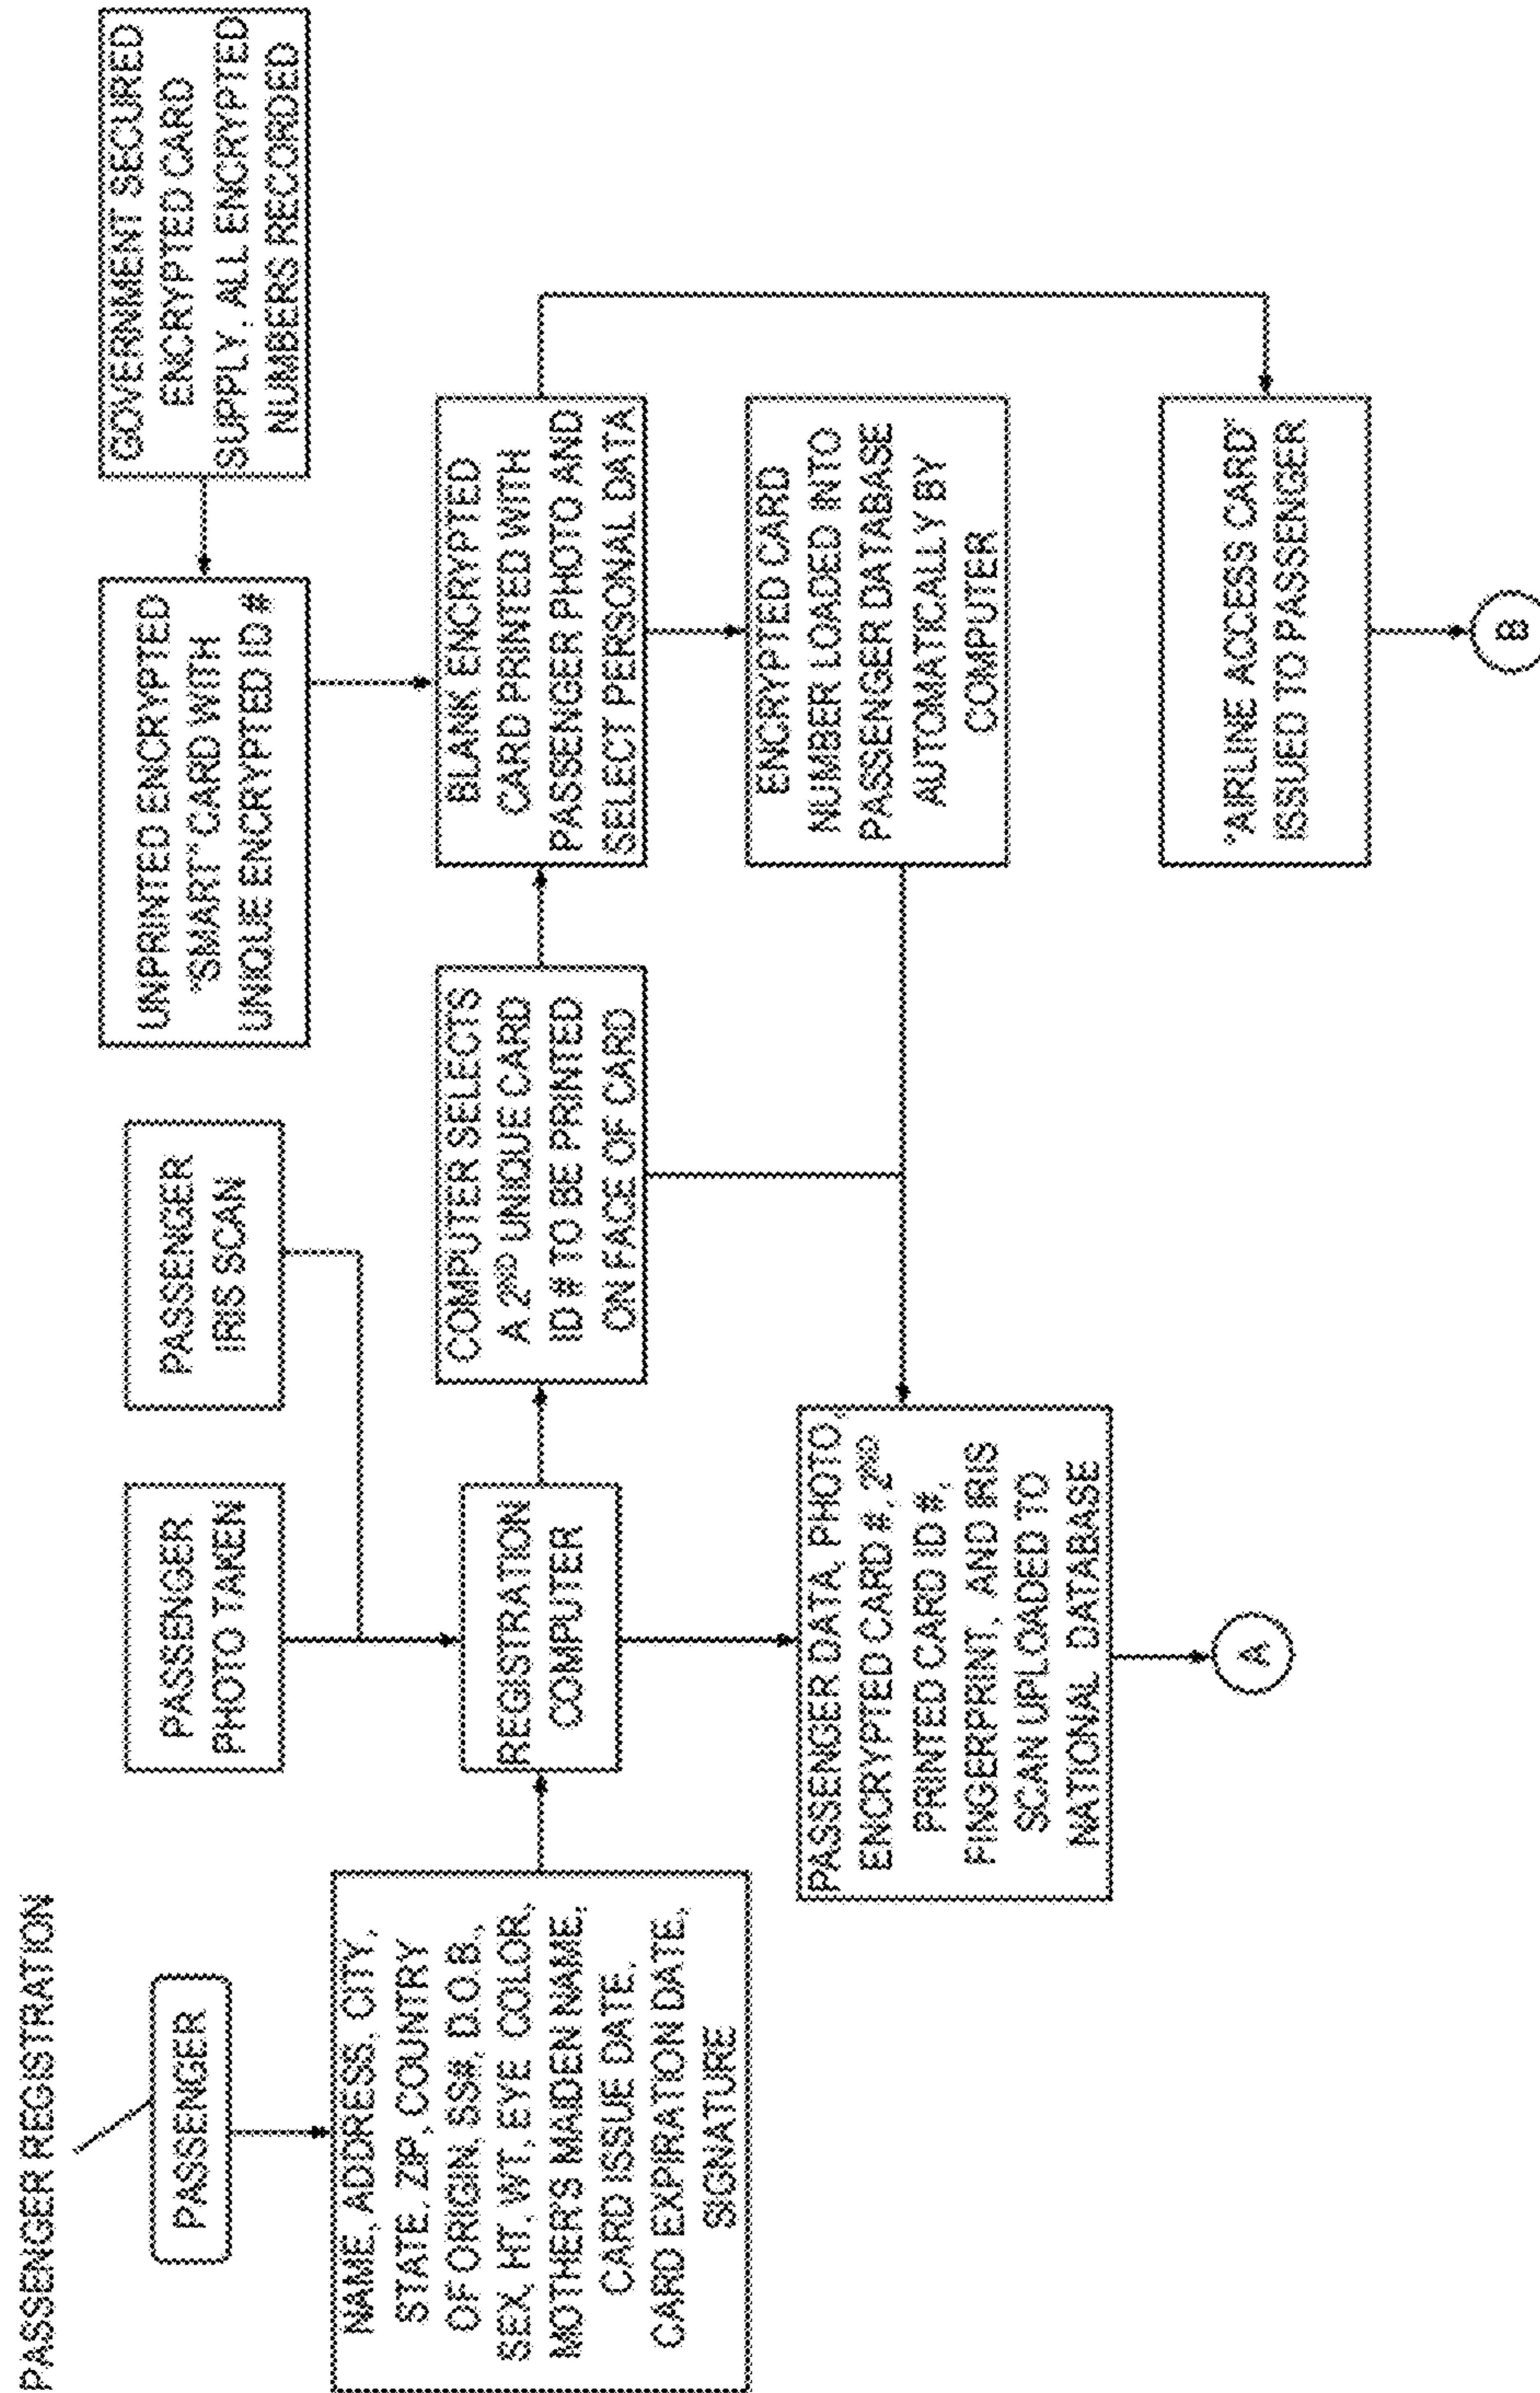 PASSENGER REGISTRATION
PASSENGER
NAME, ADDRESS, CITY,
STATE, ZIP, COUNTRY
OF ORIGIN, SS#, D.O.B.,
SEX, HT, WT, EYE COLOR,
MOTHER'S MAIDEN NAME,
CARD ISSUE DATE,
CARD EXPIRATION DATE,
SIGNATURE
PASSENGER
PHOTO TAKEN
PASSENGER
IRIS SCAN
REGISTRATION
COMPUTER
PASSENGER DATA, PHOTO,
ENCRYPTED CARD #, 2ND
PRINTED CARD ID #,
FINGERPRINT, AND IRIS
SCAN UPLOADED TO
NATIONAL DATABASE
A
COMPUTER SELECTS
A 2ND UNIQUE CARD
ID # TO BE PRINTED
ON FACE OF CARD
UNPRINTED ENCRYPTED
"SMART" CARD WITH
UNIQUE ENCRYPTED ID #
GOVERNMENT SECURED
ENCRYPTED CARD
SUPPLY, ALL ENCRYPTED
NUMBERS RECORDED
BLANK ENCRYPTED
CARD PRINTED WITH
PASSENGER PHOTO AND
SELECT PERSONAL DATA
ENCRYPTED CARD
NUMBER LOADED INTO
PASSENGER DATABASE
AUTOMATICALLY BY
COMPUTER
"AIRLINE ACCESS CARD"
ISSUED TO PASSENGER
B